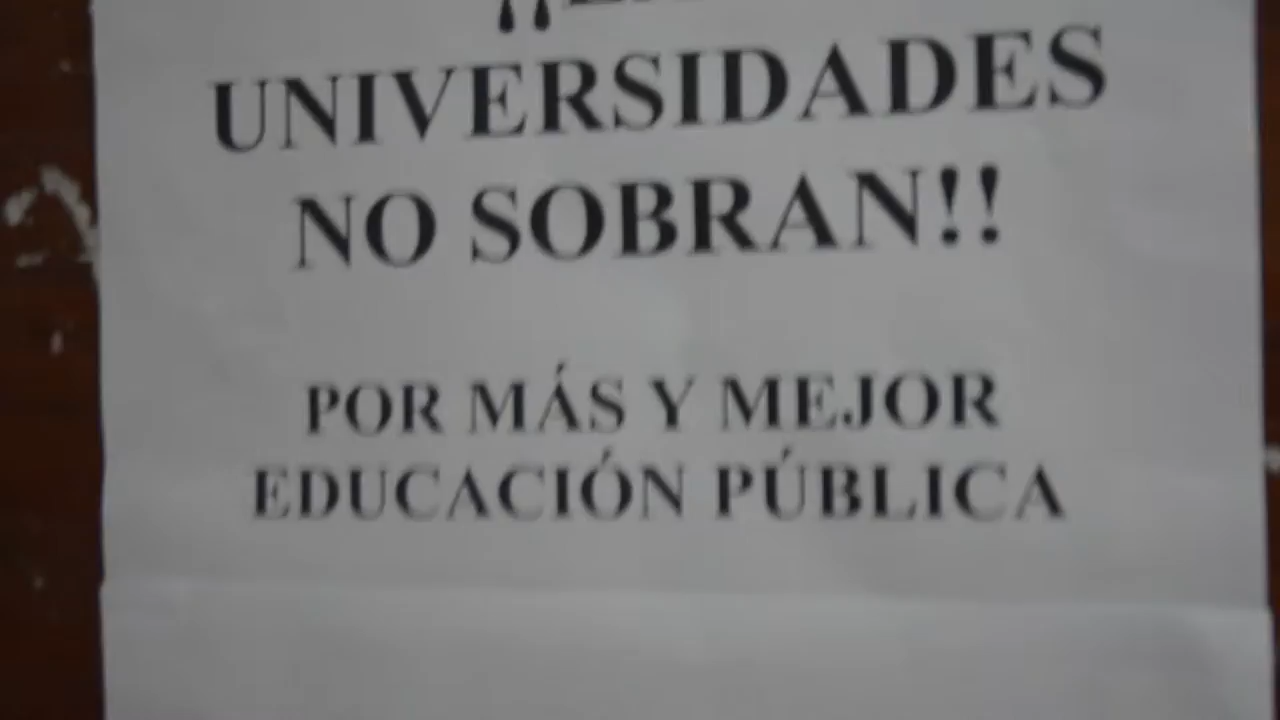 ¡¡
UNIVERSIDADES
NO SOBRAN!!
POR MÁS Y MEJOR
EDUCACIÓN PÚBLICA